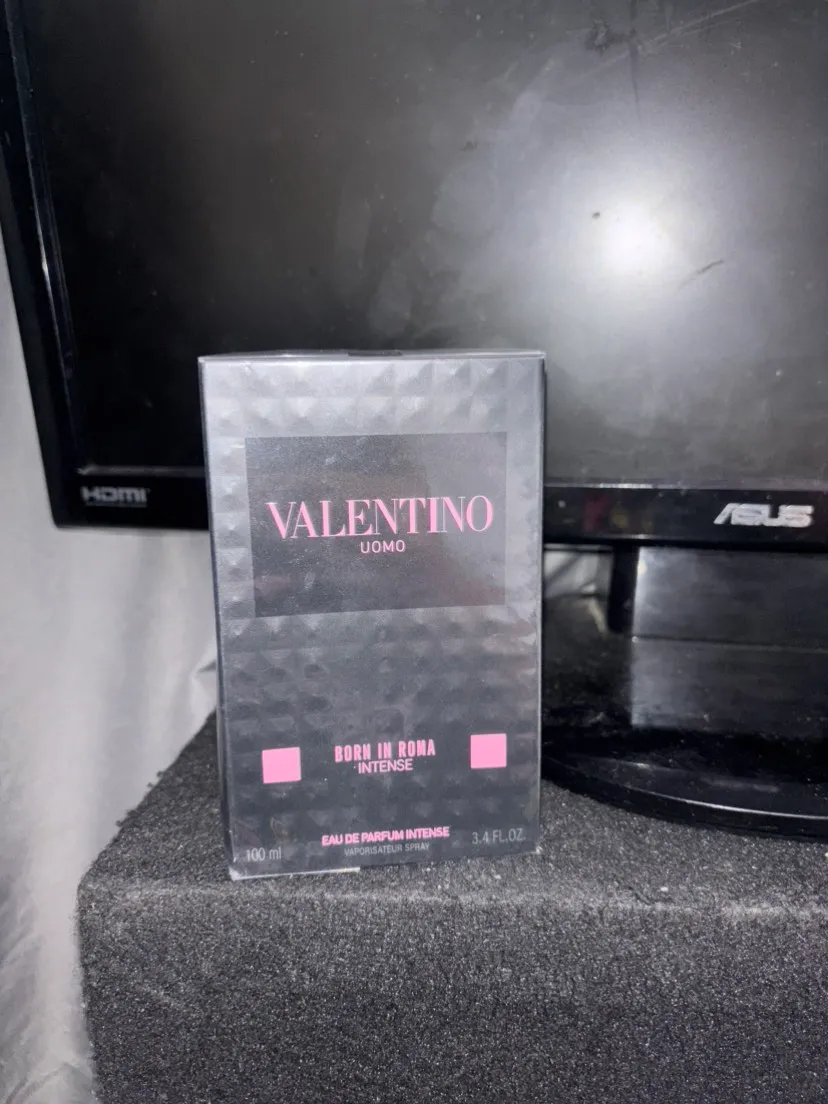 HDMI
ASUS
VALENTINO
UOMO
BORN IN ROMA
INTENSE
EAU DE PARFUM INTENSE
VAPORISATEUR SPRAY
100 ml
3.4 FL.OZ.